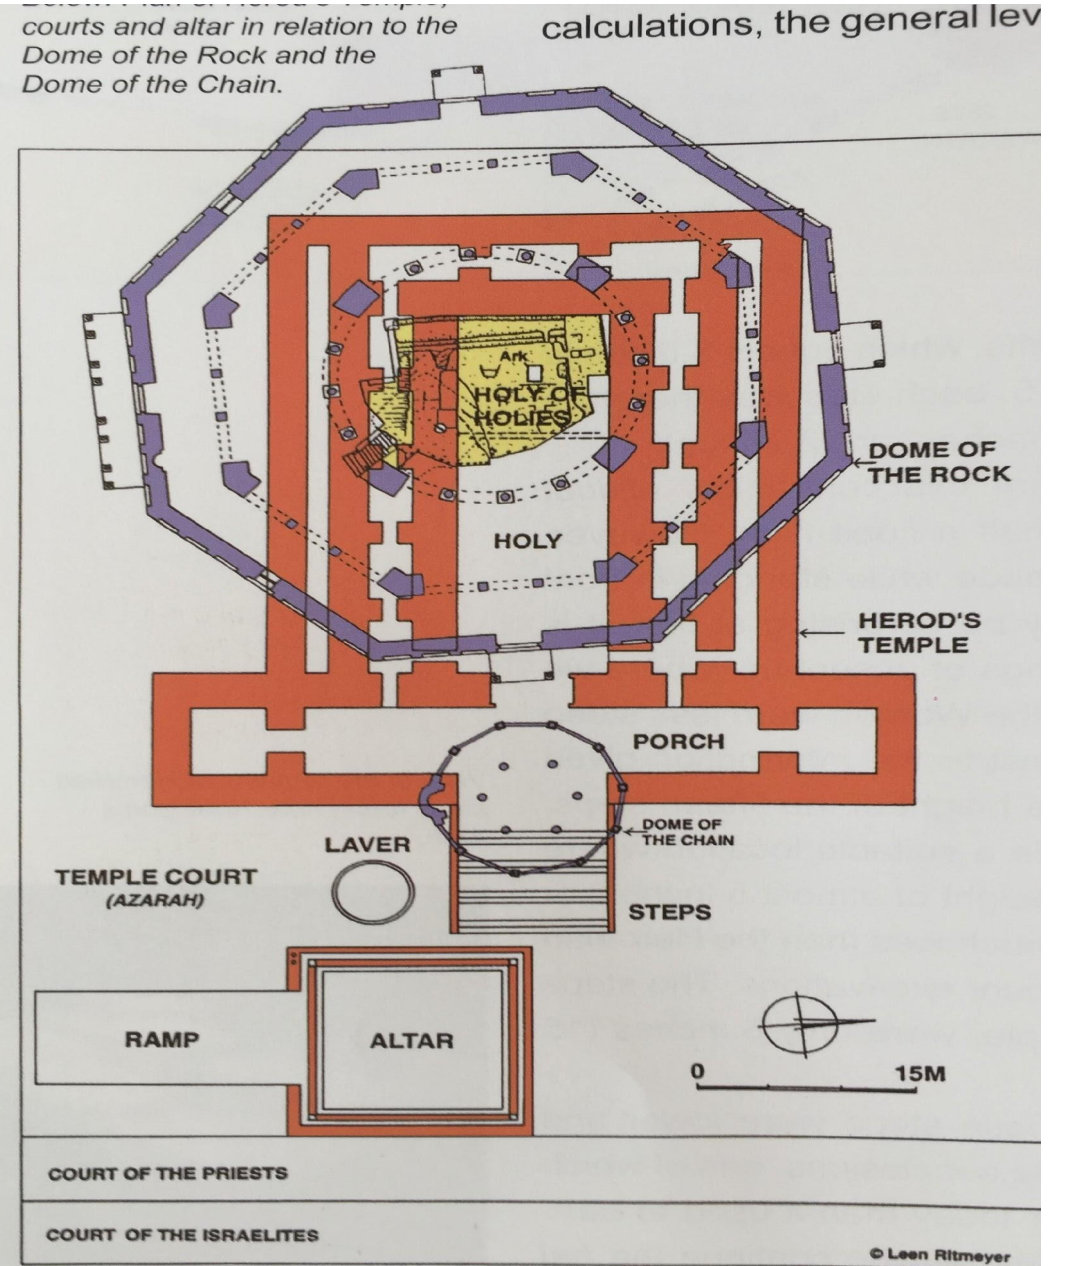 courts and altar in relation to the
Dome of the Rock and the
Dome of the Chain.
calculations, the general lev
Ark
HOLY OF
HOLIES
DOME OF
THE ROCK
HOLY
HEROD'S
TEMPLE
PORCH
DOME OF
THE CHAIN
LAVER
TEMPLE COURT
(AZARAH)
STEPS
RAMP
ALTAR
0 15M
COURT OF THE PRIESTS
COURT OF THE ISRAELITES
© Leen Ritmeyer